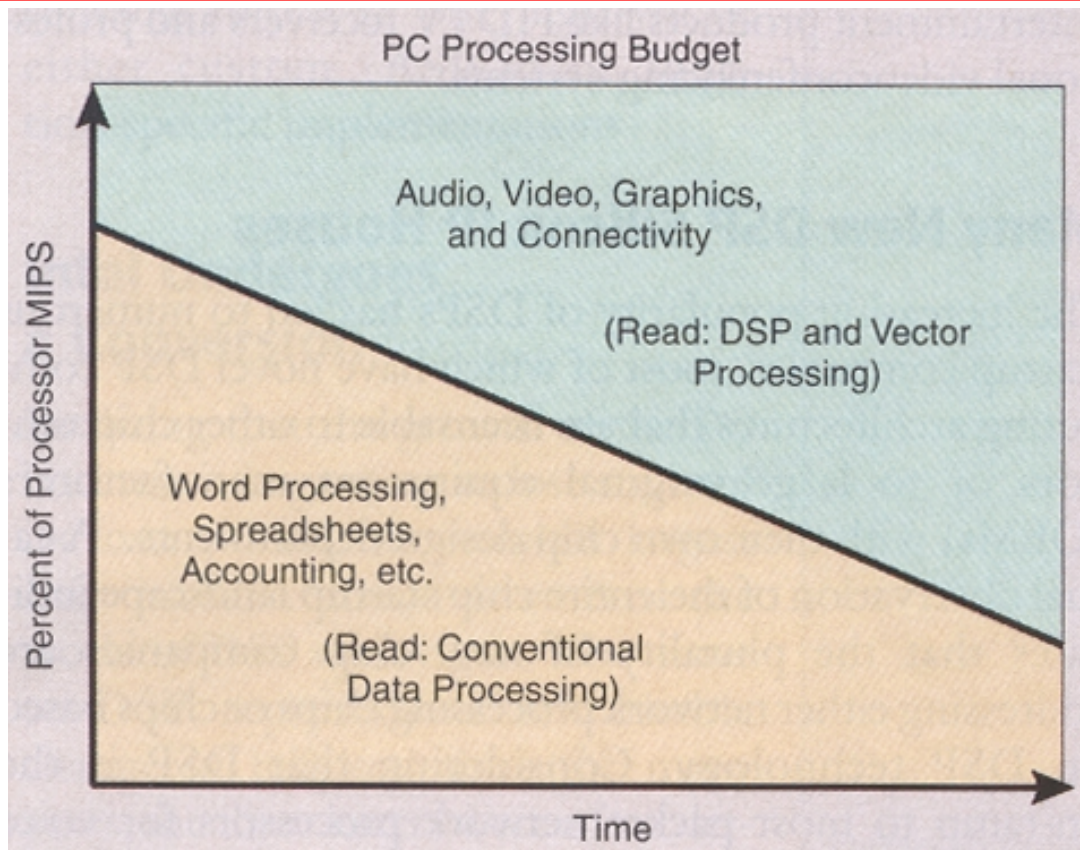 PC Processing Budget
Audio, Video, Graphics,
and Connectivity
(Read: DSP and Vector
Processing)
Percent of Processor MIPS
Word Processing,
Spreadsheets,
Accounting, etc.
(Read: Conventional
Data Processing)
Time